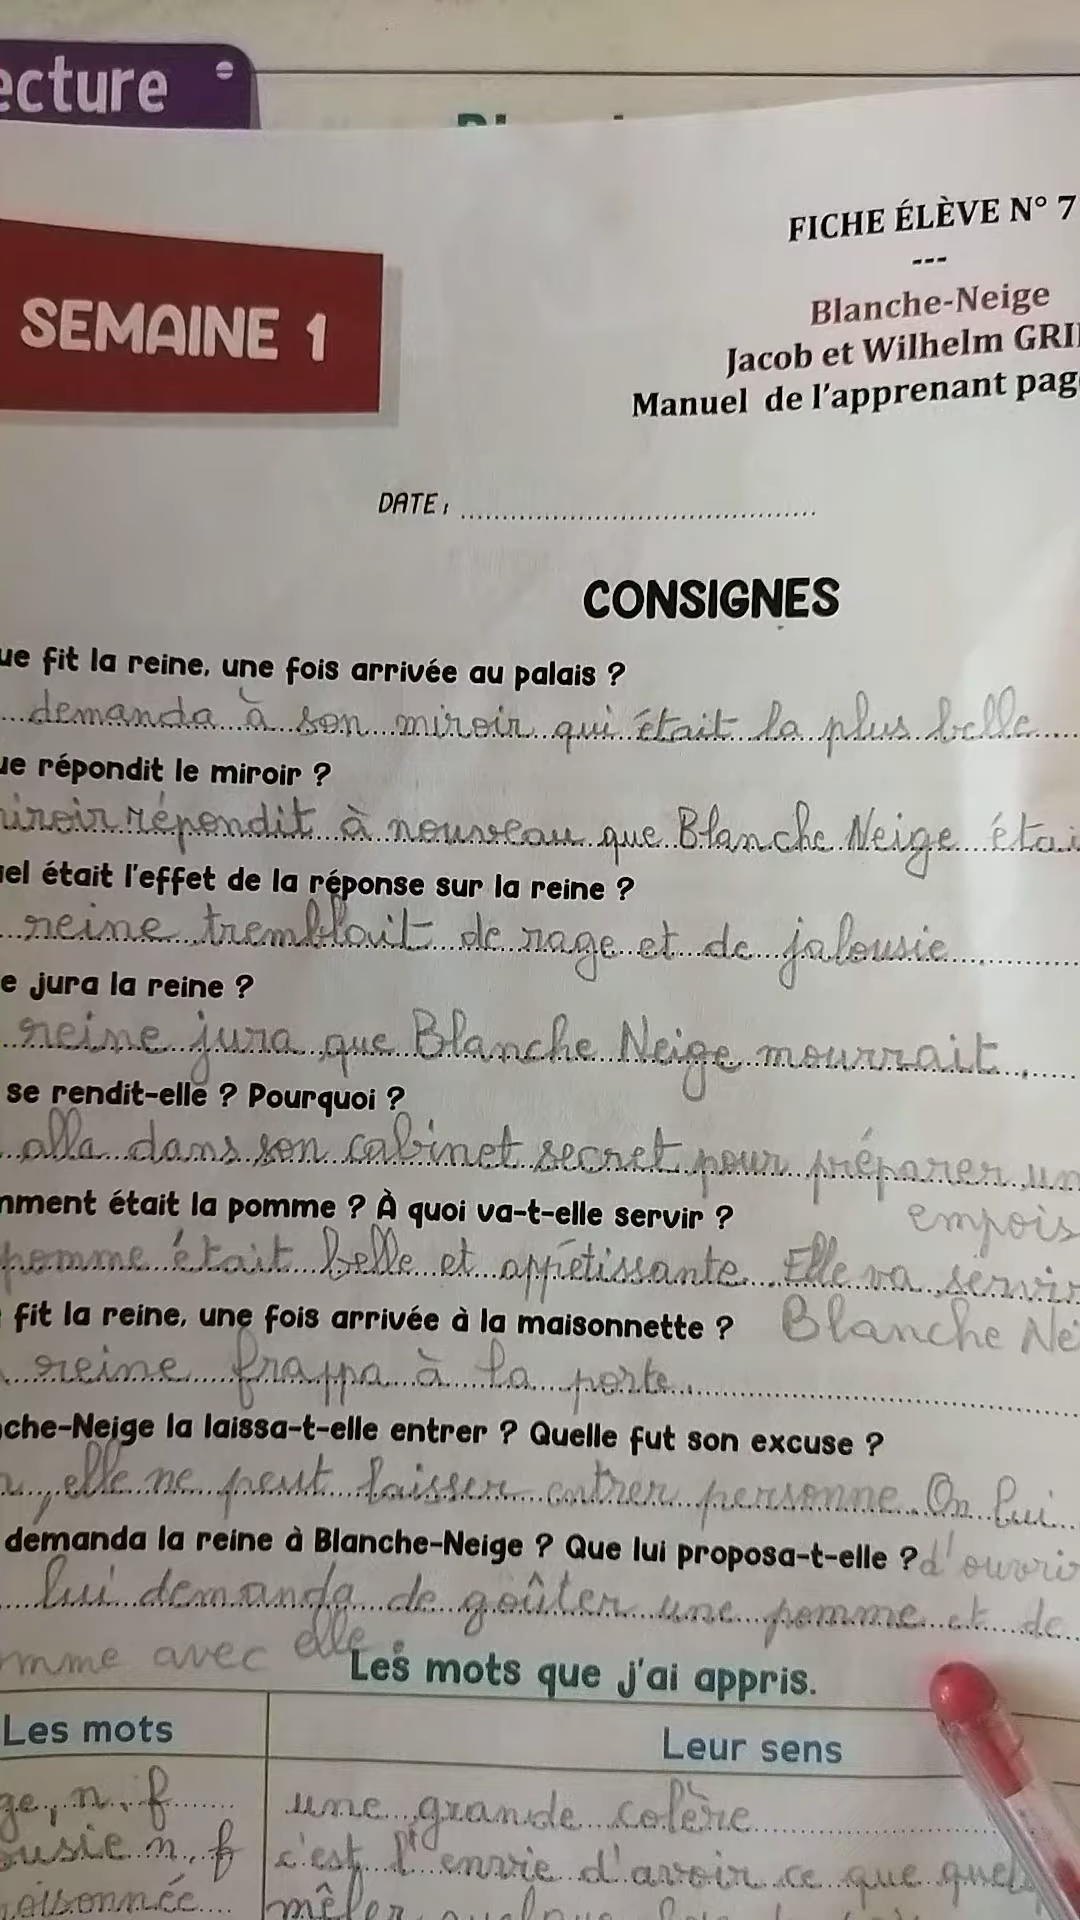 ecture
SEMAINE 1
FICHE ÉLÈVE N° 7
---
Blanche-Neige
Jacob et Wilhelm GRI
Manuel de l'apprenant pag
DATE :
CONSIGNES
ue fit la reine, une fois arrivée au palais ?
demanda à son miroir qui était la plus belle
ue répondit le miroir ?
iroir répondit à nouveau que Blanche Neige étai
uel était l'effet de la réponse sur la reine ?
reine tremblait de rage et de jalousie
e jura la reine ?
reine jura que Blanche Neige mourrait.
se rendit-elle ? Pourquoi ?
alla dans son cabinet secret pour préparer un
mment était la pomme ? À quoi va-t-elle servir ?
empois
pomme était belle et appétissante. Elle va servir
fit la reine, une fois arrivée à la maisonnette ?
Blanche Nei
reine frappa à la porte.
che-Neige la laissa-t-elle entrer ? Quelle fut son excuse ?
n, elle ne peut laisser entrer personne. On lui
demanda la reine à Blanche-Neige ? Que lui proposa-t-elle ?
d'ouvrir
lui demanda de goûter une pomme et de
mme avec elle.
Les mots que j'ai appris.
Les mots
Leur sens
ge, n. f
une grande colère
ousie n. f
c'est l'envie d'avoir ce que quel
oisonnée
mêler quelque